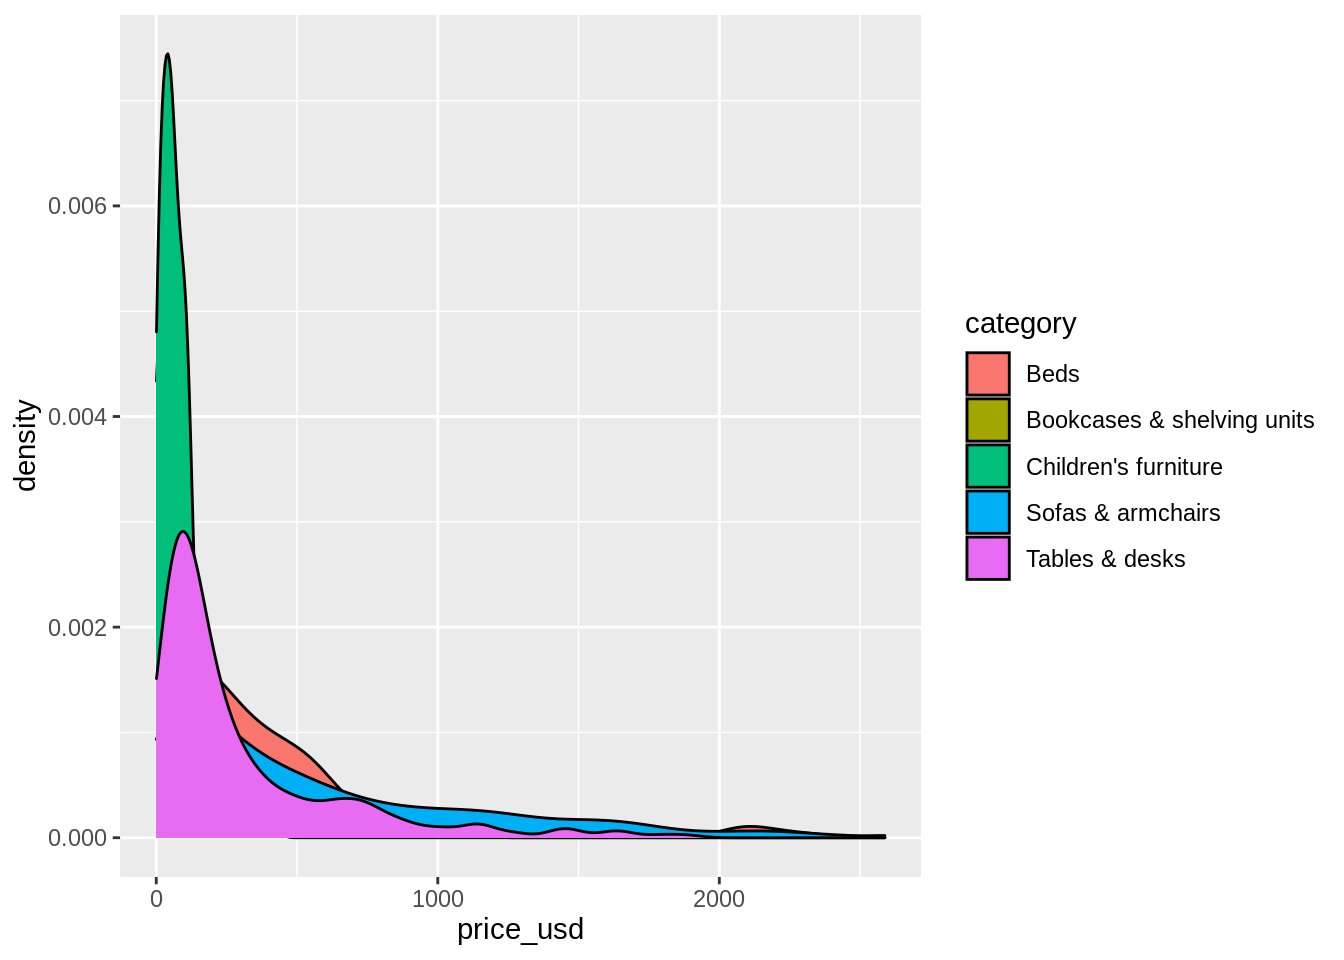 0.006
0.004
0.002
0.000
density
0
1000
2000
price_usd
category
Beds
Bookcases & shelving units
Children's furniture
Sofas & armchairs
Tables & desks